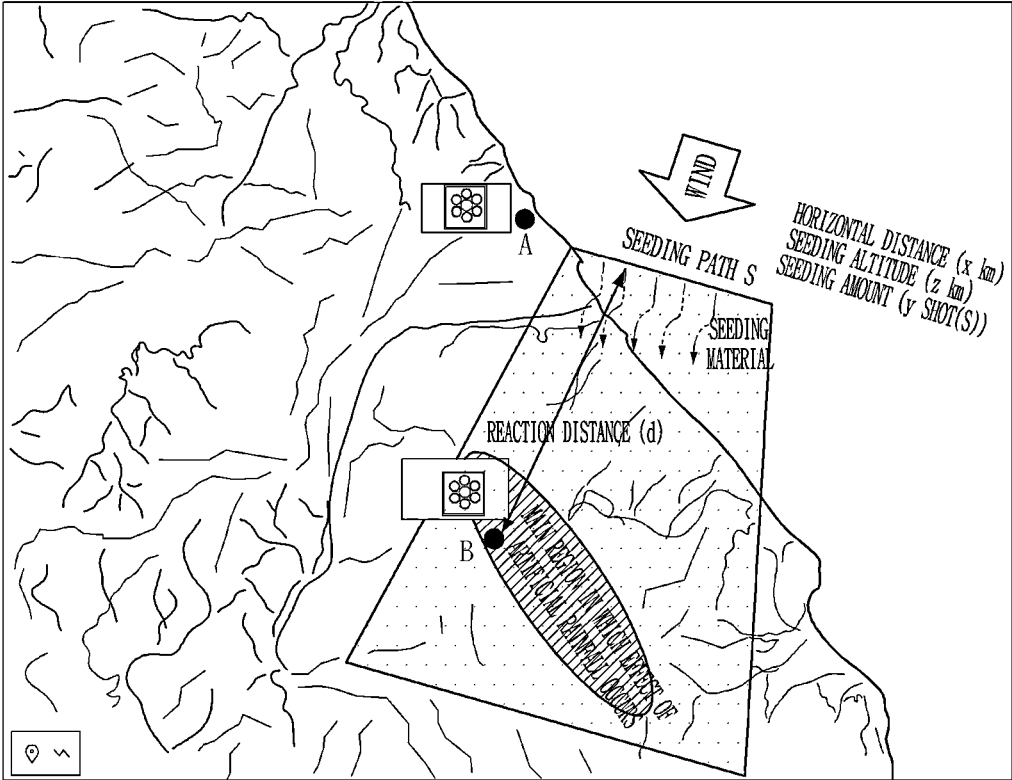 WIND
HORIZONTAL DISTANCE (x km)
SEEDING ALTITUDE (z km)
SEEDING AMOUNT (y SHOT(S))
SEEDING PATH S
A
SEEDING
MATERIAL
REACTION DISTANCE (d)
B
MAIN REGION IN WHICH EFFECT OF
ARTIFICIAL RAINFALL OCCURS